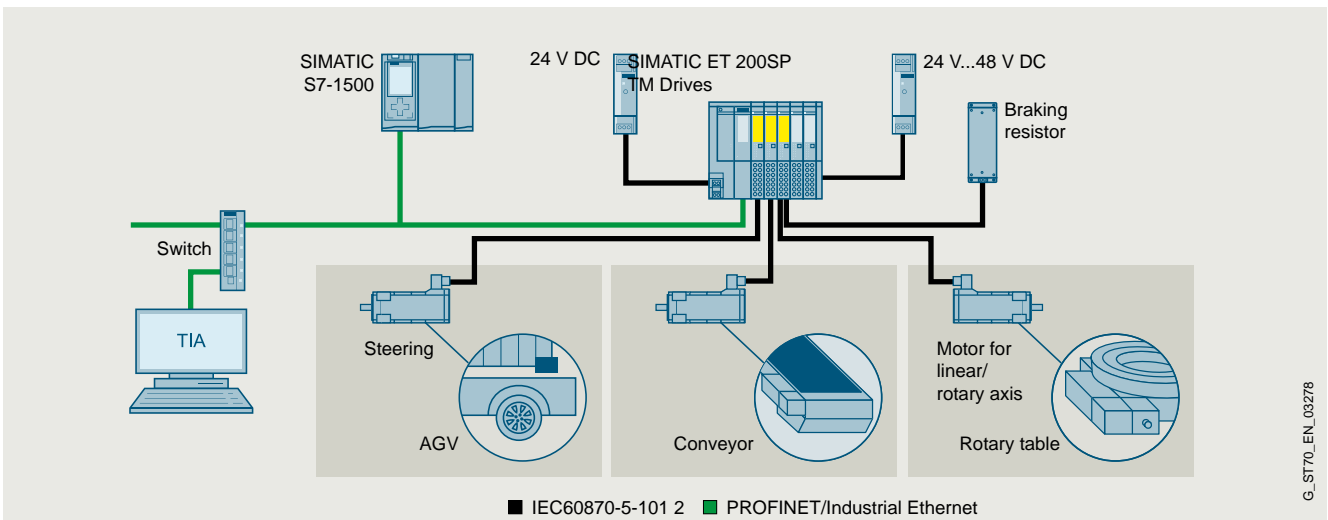 SIMATIC
S7-1500
24 V DC
SIMATIC ET 200SP
TM Drives
24 V...48 V DC
Braking
resistor
Switch
TIA
Steering
AGV
Conveyor
Motor for
linear/
rotary axis
Rotary table
IEC60870-5-101 2
PROFINET/Industrial Ethernet
G_ST70_EN_03278